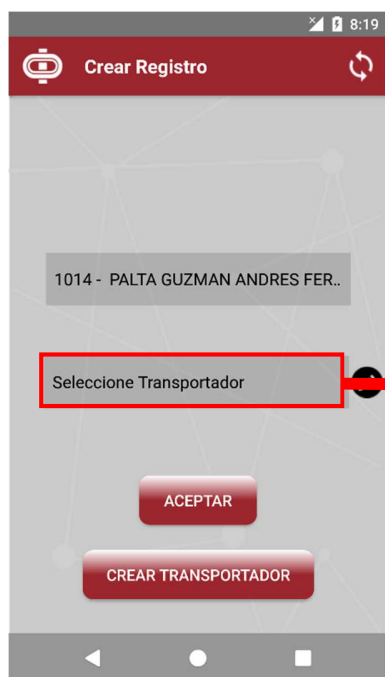 8:19
Crear Registro
1014 - PALTA GUZMAN ANDRES FER..
Seleccione Transportador
ACEPTAR
CREAR TRANSPORTADOR